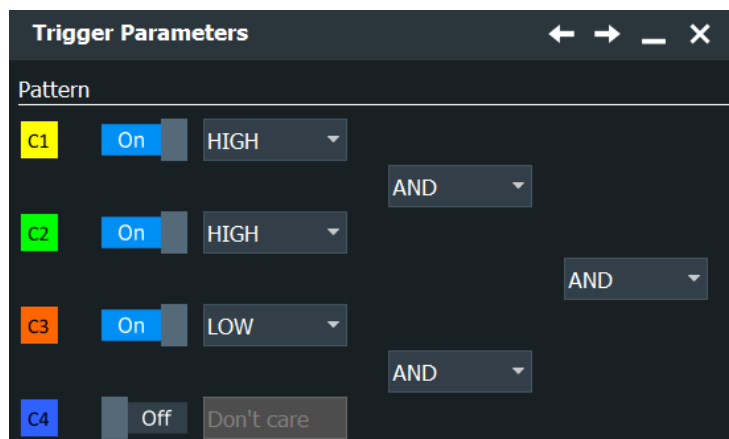 Trigger Parameters
Pattern
C1 On HIGH
AND
C2 On HIGH
AND
C3 On LOW
AND
C4 Off Don't care